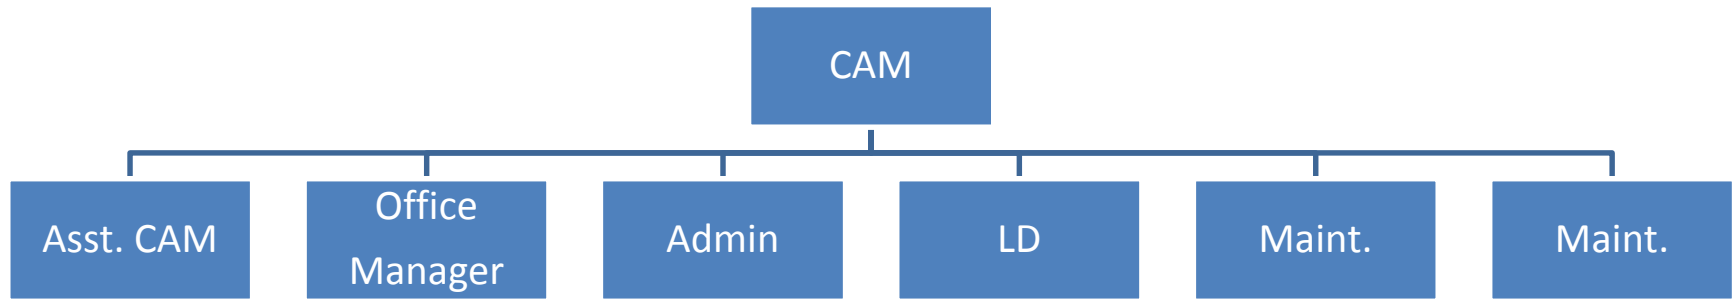 CAM
Asst. CAM
Office
Manager
Admin
LD
Maint.
Maint.